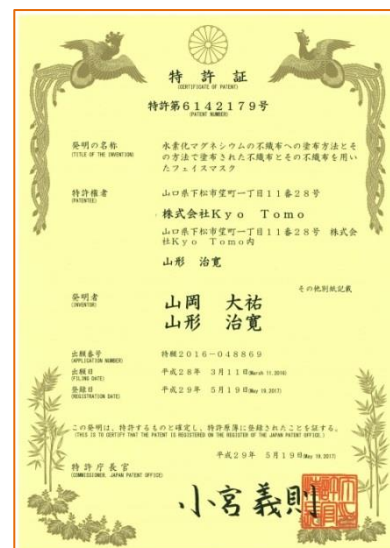 特許証
(CERTIFICATE OF PATENT)
特許第6142179号
(PATENT NUMBER)
発明の名称
(TITLE OF THE INVENTION)
水素化マグネシウムの不織布への塗布方法とそ
の方法で塗布された不織布とその不織布を用い
たフェイスマスク
特許権者
(PATENTEE)
山口県下松市望町一丁目11番28号
株式会社Kyo Tomo
山口県下松市望町一丁目11番28号 株式会
社Kyo Tomo内
山形 治寛
その他別紙記載
発明者
(INVENTOR)
山岡 大祐
山形 治寛
出願番号
(APPLICATION NUMBER)
特願2016-048869
出願日
(FILING DATE)
平成28年 3月11日(March 11,2016)
登録日
(REGISTRATION DATE)
平成29年 5月19日(May 19,2017)
この発明は、特許するものと確定し、特許原簿に登録されたことを証する。
(THIS IS TO CERTIFY THAT THE PATENT IS REGISTERED ON THE REGISTER OF THE JAPAN PATENT OFFICE.)
平成29年 5月19日(May 19,2017)
特許庁長官
(COMMISSIONER, JAPAN PATENT OFFICE)
小宮義則